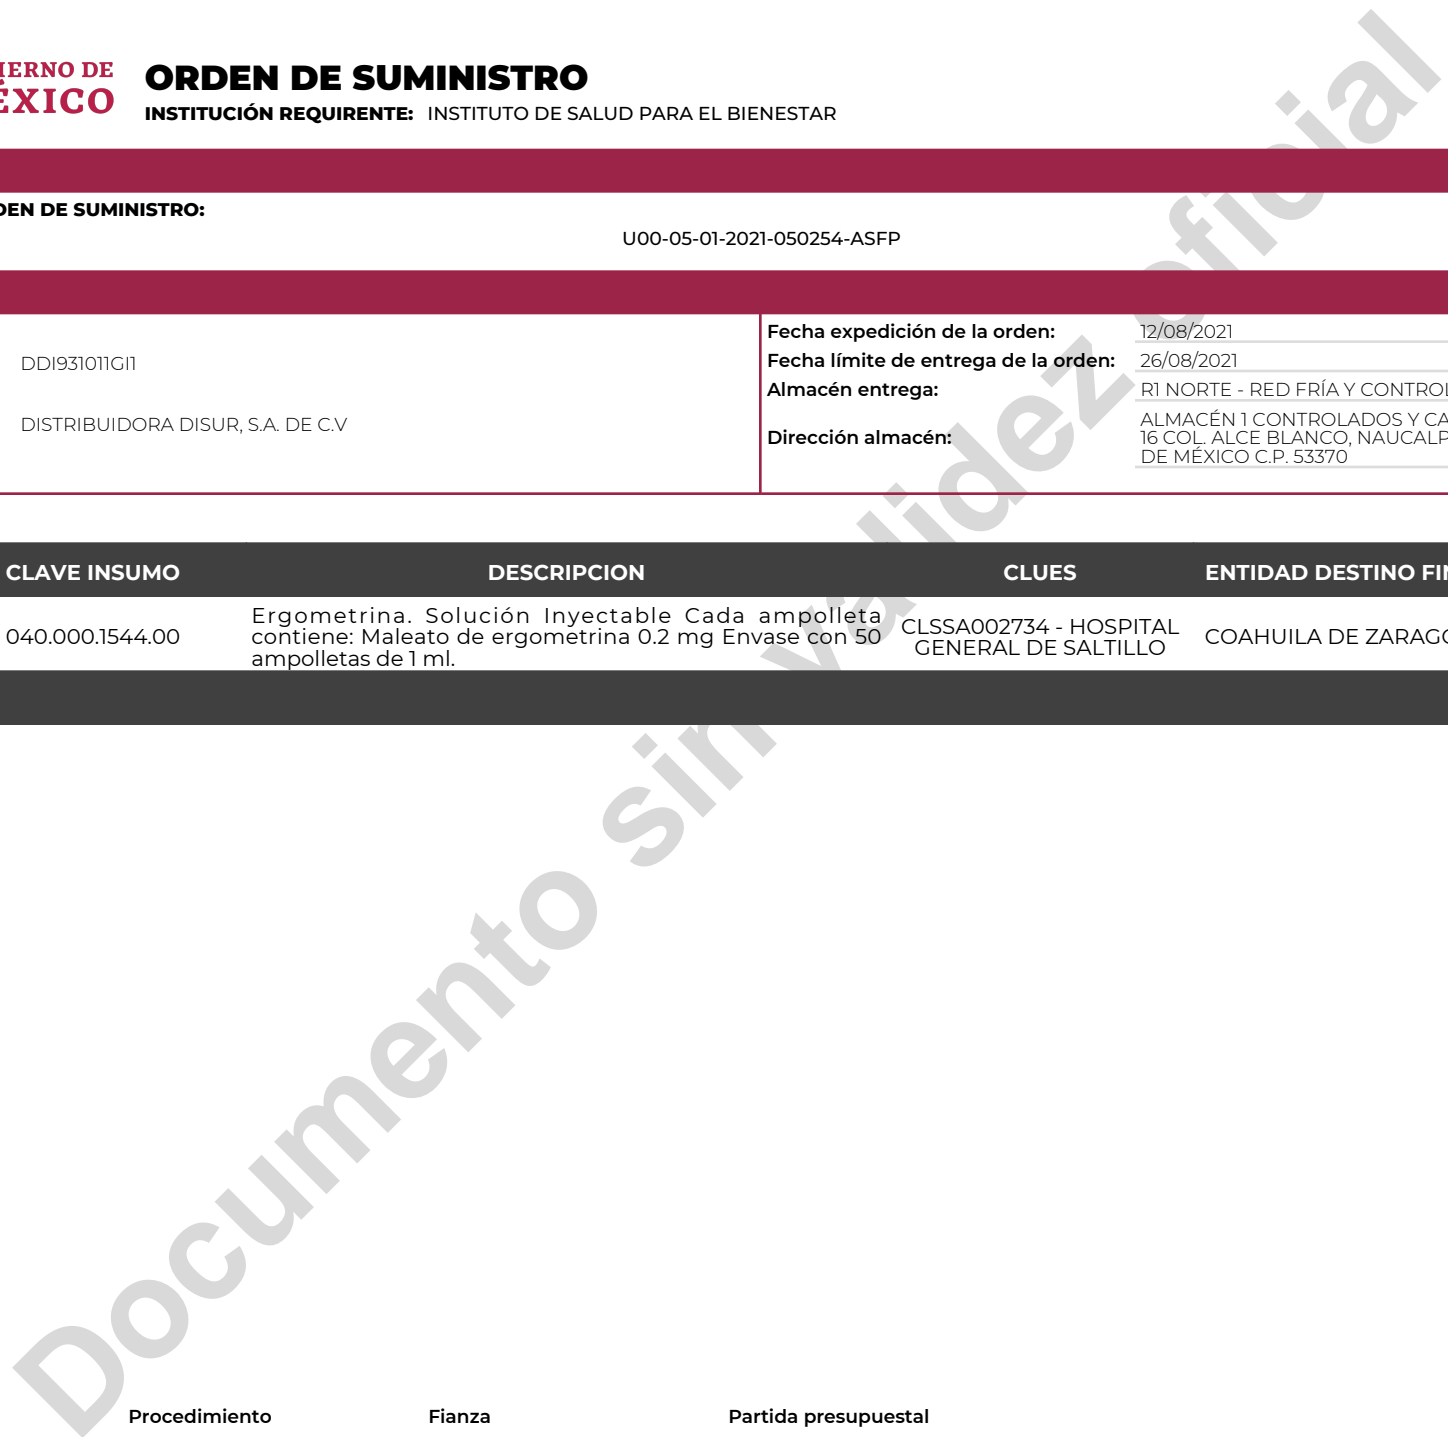 IERNO DE
ÉXICO
ORDEN DE SUMINISTRO
INSTITUCIÓN REQUIRENTE: INSTITUTO DE SALUD PARA EL BIENESTAR
DEN DE SUMINISTRO:
U00-05-01-2021-050254-ASFP
DDI931011GI1
DISTRIBUIDORA DISUR, S.A. DE C.V
Fecha expedición de la orden: 12/08/2021
Fecha límite de entrega de la orden: 26/08/2021
Almacén entrega: R1 NORTE - RED FRÍA Y CONTROL
Dirección almacén:
ALMACÉN 1 CONTROLADOS Y CA
16 COL. ALCE BLANCO, NAUCALP
DE MÉXICO C.P. 53370
CLAVE INSUMO DESCRIPCION CLUES ENTIDAD DESTINO FIN
040.000.1544.00
Ergometrina. Solución Inyectable Cada ampolleta
contiene: Maleato de ergometrina 0.2 mg Envase con 50
ampolletas de 1 ml.
CLSSA002734 - HOSPITAL
GENERAL DE SALTILLO
COAHUILA DE ZARAGO
Documento sin validez oficial
Procedimiento Fianza Partida presupuestal